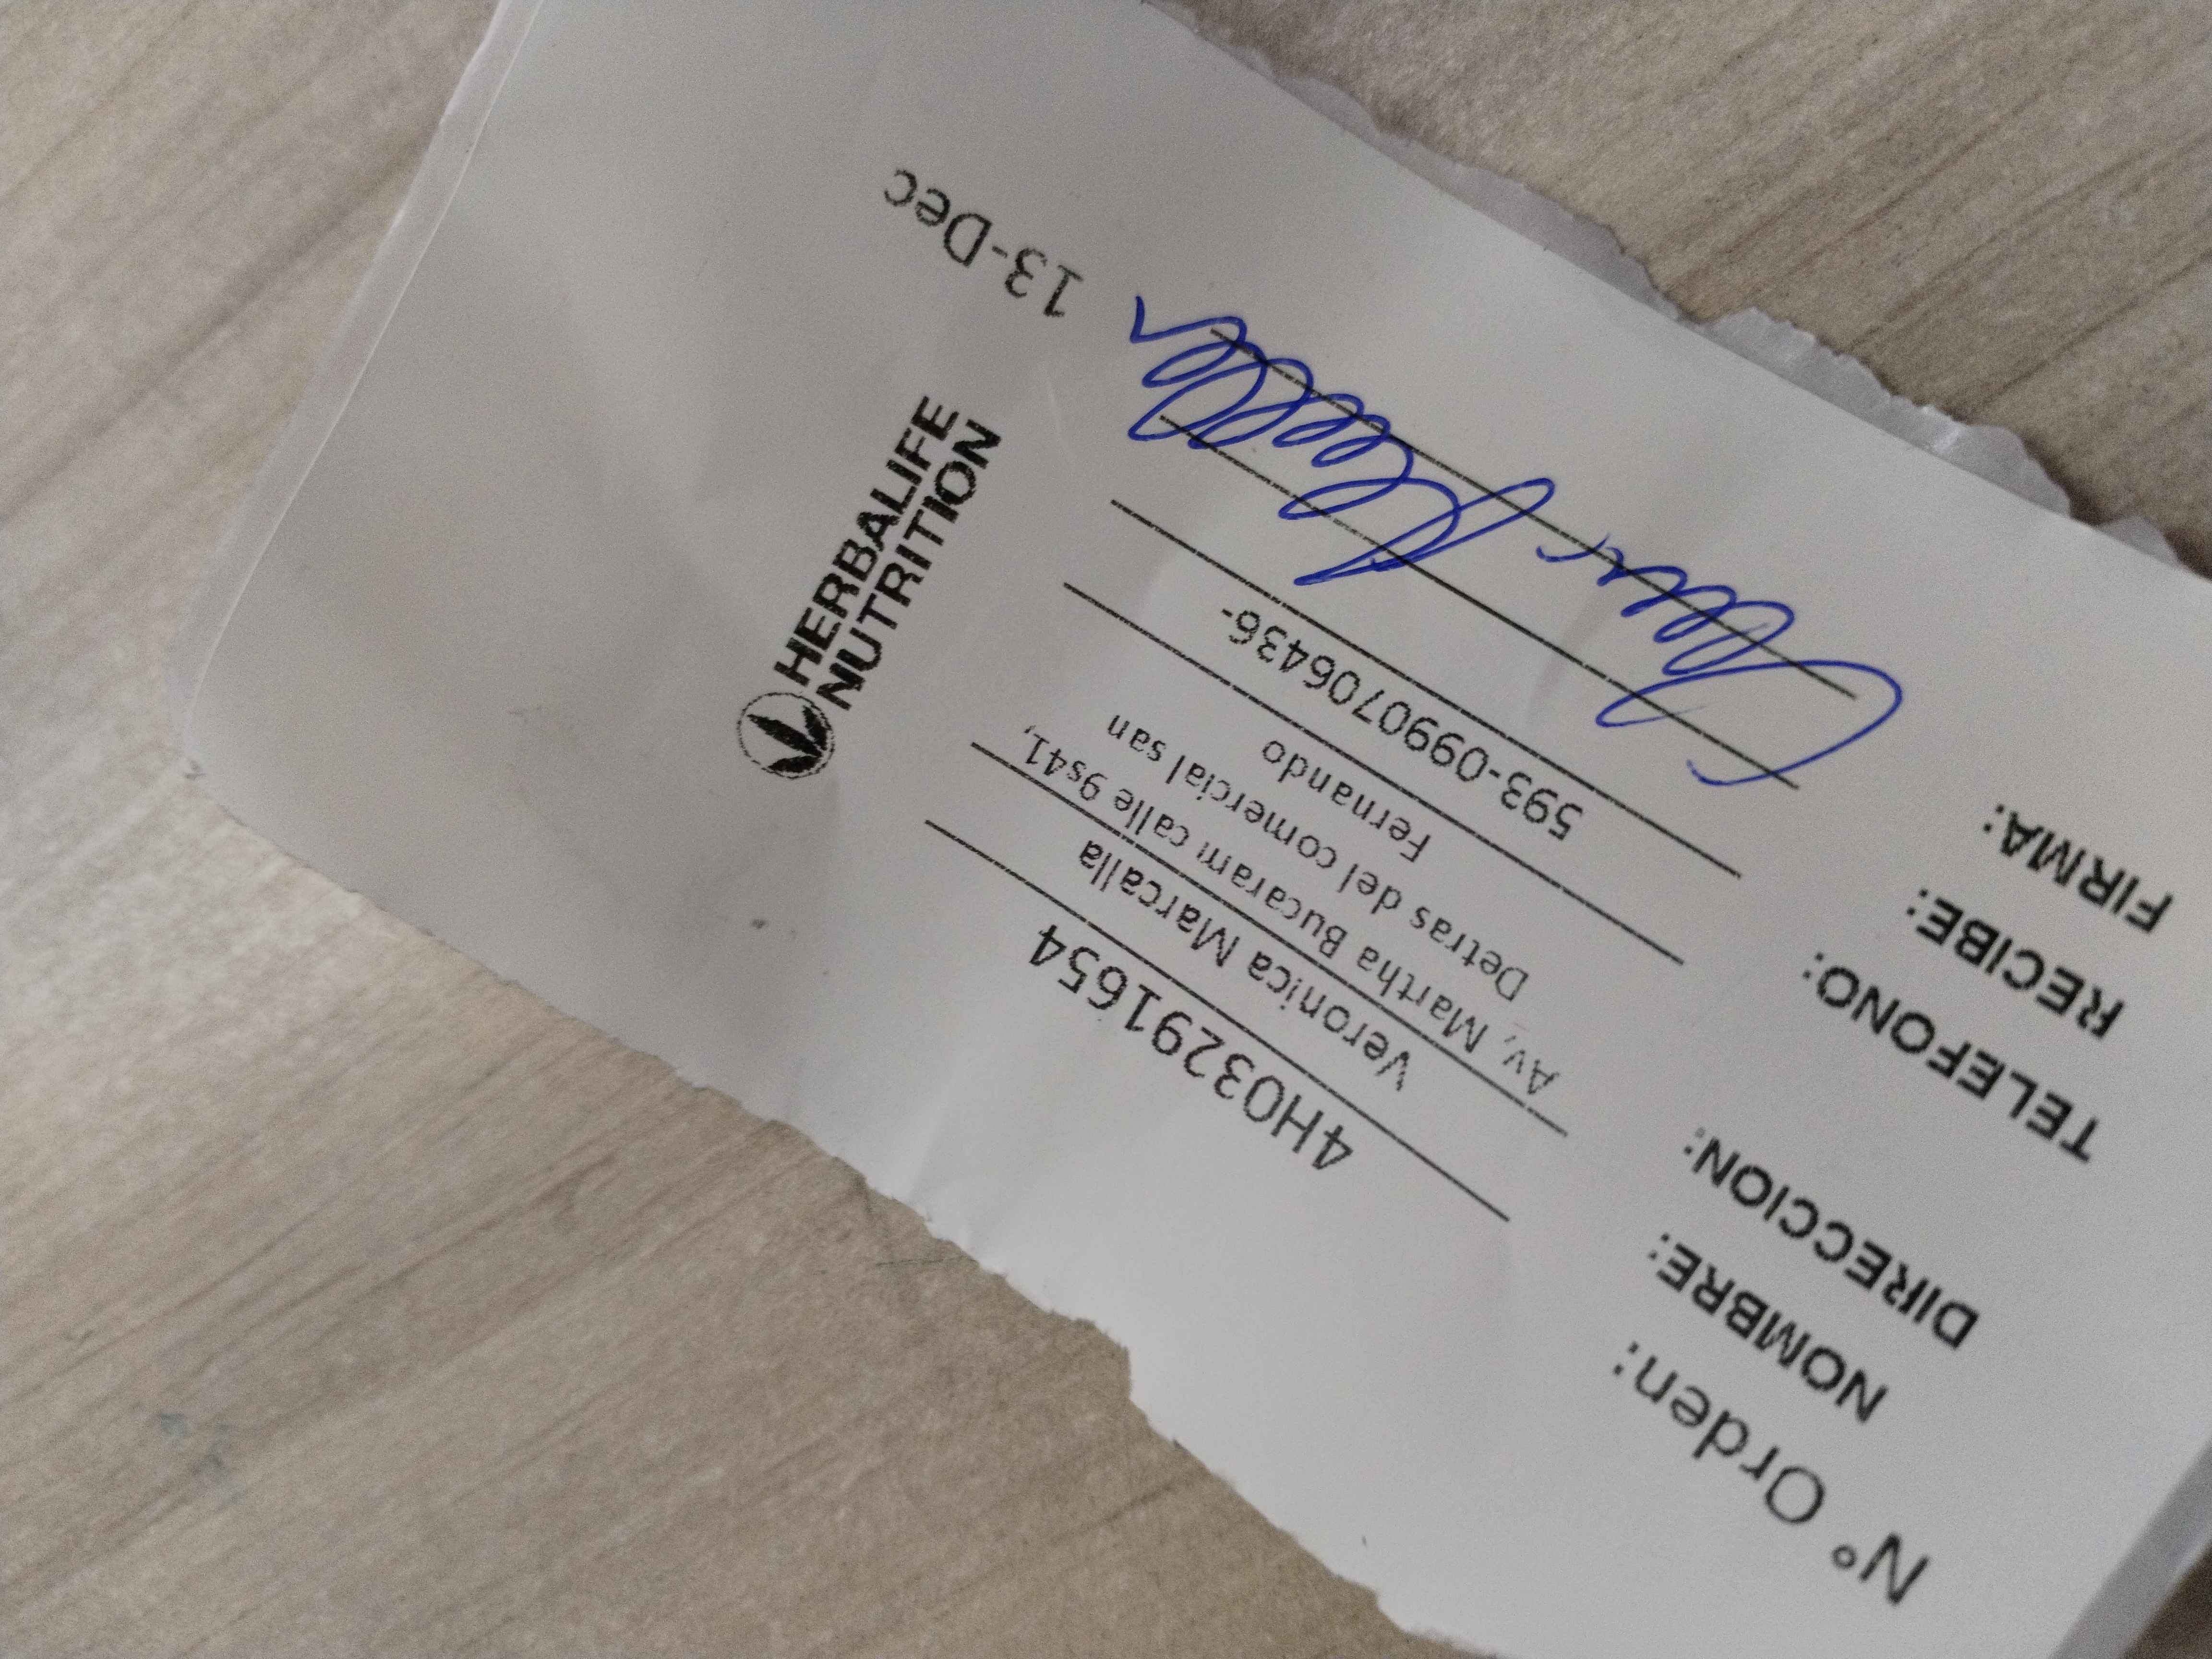 HERBALIFE
NUTRITION
13-Dec
N° Orden: 4H03291654
NOMBRE: Veronica Marcalla
DIRECCION: Av, Martha Bucaram calle 9s41,
Detras del comercial san
Fernando
TELEFONO: 593-0990706436-
RECIBE:
FIRMA: